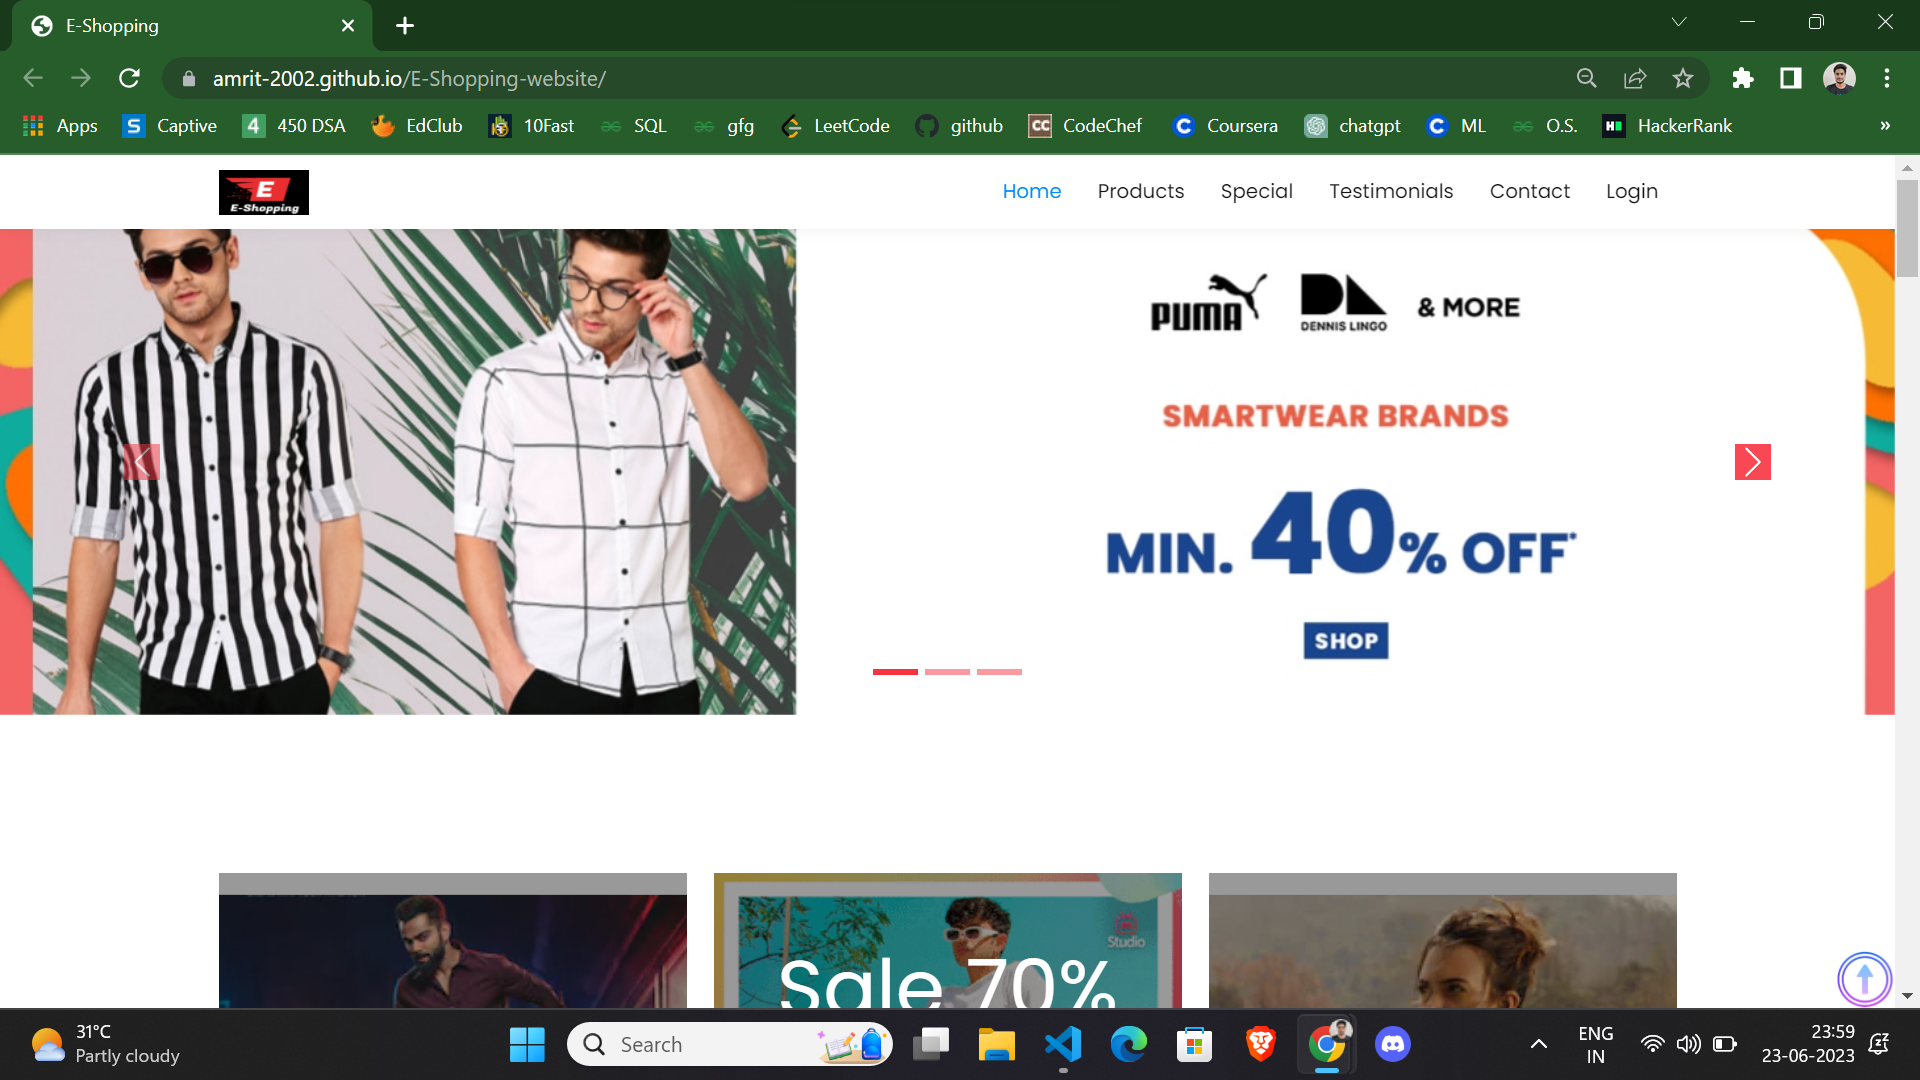 E-Shopping
amrit-2002.github.io/E-Shopping-website/
Apps Captive 450 DSA EdClub 10Fast SQL gfg LeetCode github CodeChef Coursera chatgpt ML O.S. HackerRank »
E
E-Shopping
Home Products Special Testimonials Contact Login
PUMA DENNIS LINGO & MORE
SMARTWEAR BRANDS
MIN. 40% OFF*
SHOP
Studio
Sale 70%
31°C
Partly cloudy
Search
ENG
IN
23:59
23-06-2023